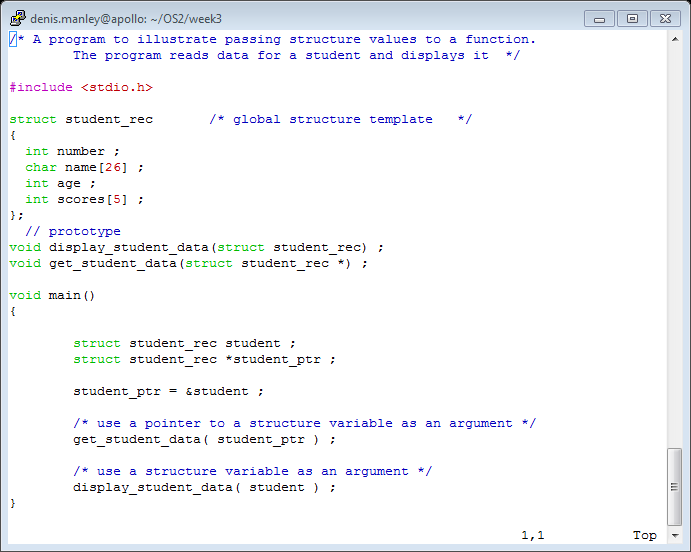 denis.manley@apollo: ~/OS2/week3
/* A program to illustrate passing structure values to a function.
The program reads data for a student and displays it */
#include <stdio.h>
struct student_rec /* global structure template */
{
int number ;
char name[26] ;
int age ;
int scores[5] ;
};
// prototype
void display_student_data(struct student_rec) ;
void get_student_data(struct student_rec *) ;
void main()
{
struct student_rec student ;
struct student_rec *student_ptr ;
student_ptr = &student ;
/* use a pointer to a structure variable as an argument */
get_student_data( student_ptr ) ;
/* use a structure variable as an argument */
display_student_data( student ) ;
}
1,1 Top